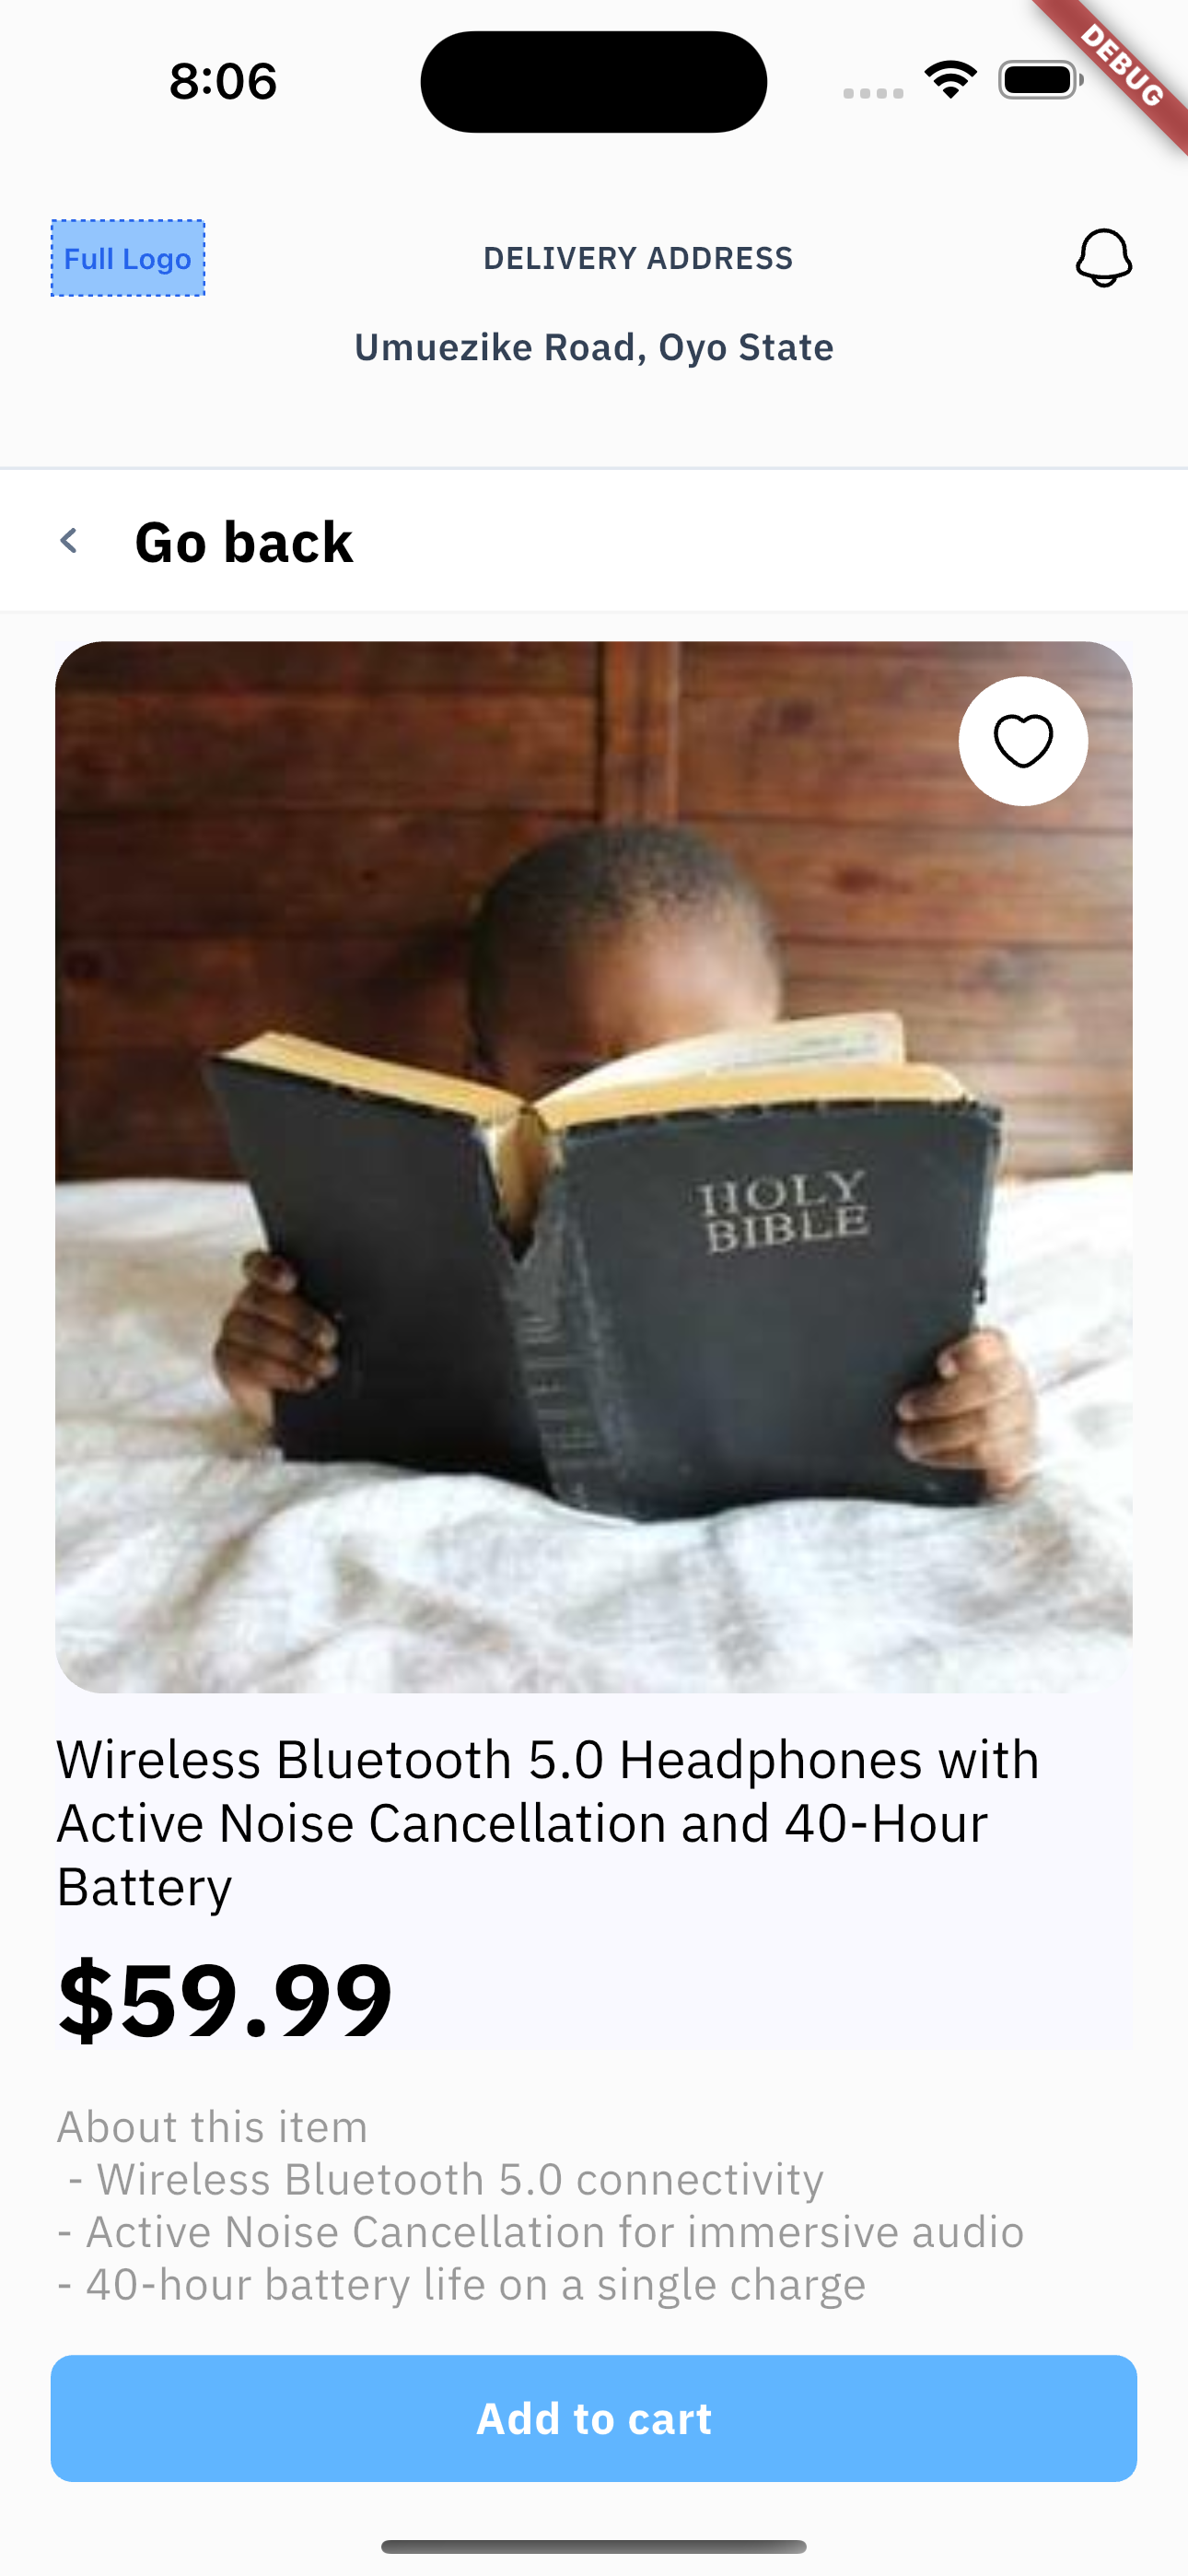 8:06
DEBUG
Full Logo
DELIVERY ADDRESS
Umuezike Road, Oyo State
Go back
HOLY
BIBLE
Wireless Bluetooth 5.0 Headphones with
Active Noise Cancellation and 40-Hour
Battery
$59.99
About this item
- Wireless Bluetooth 5.0 connectivity
- Active Noise Cancellation for immersive audio
- 40-hour battery life on a single charge
Add to cart